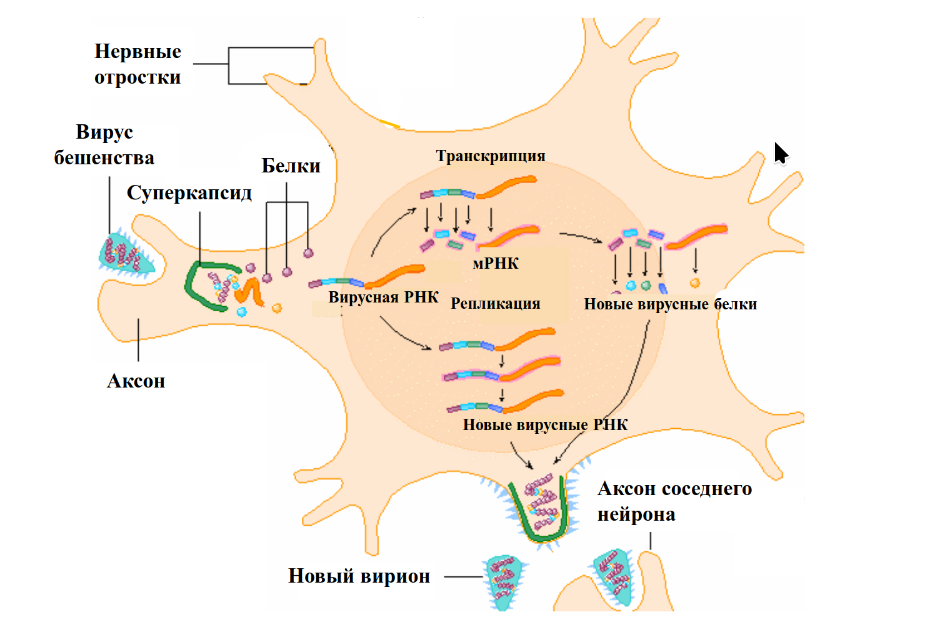 Нервные
отростки
Вирус
бешенства
Суперкапсид
Белки
Транскрипция
мРНК
Вирусная РНК
Репликация
Новые вирусные белки
Аксон
Новые вирусные РНК
Аксон соседнего
нейрона
Новый вирион